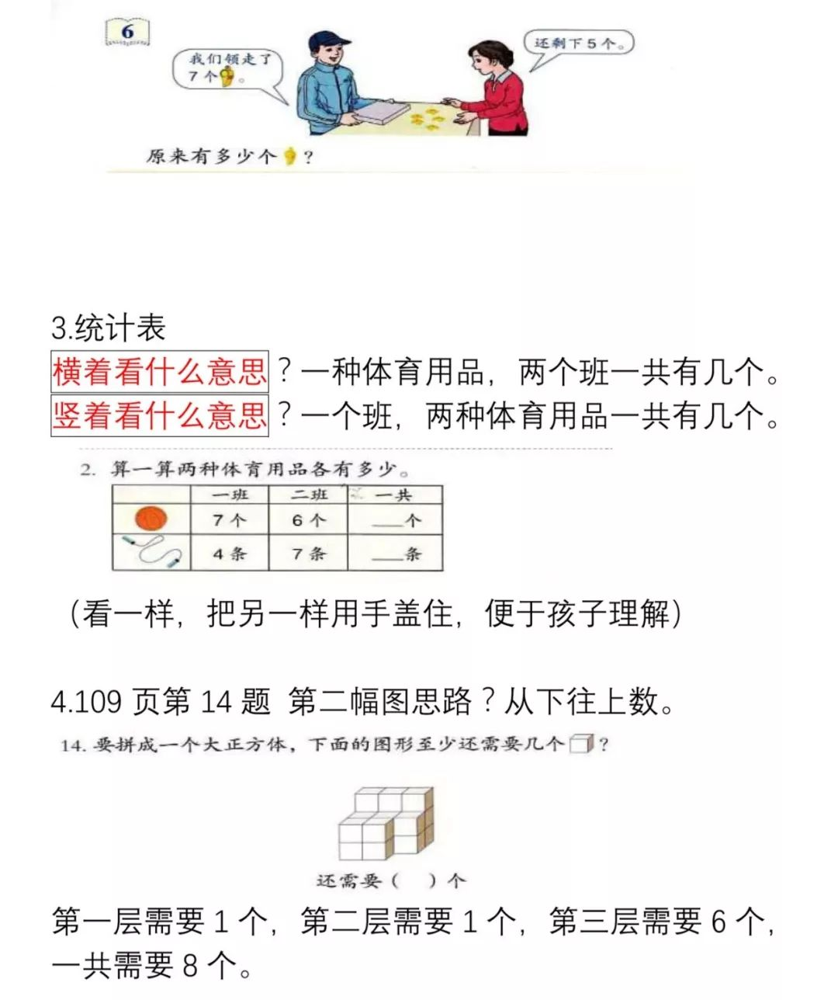 6
我们领走了
7个。
还剩下5个。
原来有多少个?
3.统计表
横着看什么意思?一种体育用品，两个班一共有几个。
竖着看什么意思?一个班，两种体育用品一共有几个。
2. 算一算两种体育用品各有多少。
一班 二班 一共
7个 6个 ___个
4条 7条 ___条
（看一样，把另一样用手盖住，便于孩子理解）
4.109 页第 14 题 第二幅图思路?从下往上数。
14. 要拼成一个大正方体，下面的图形至少还需要几个?
还需要( )个
第一层需要 1 个，第二层需要 1 个，第三层需要 6 个，
一共需要 8 个。